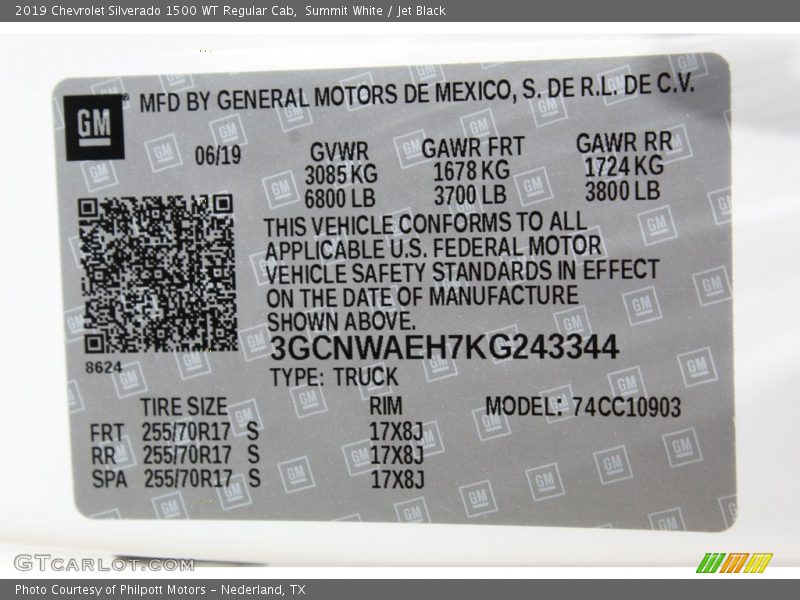 2019 Chevrolet Silverado 1500 WT Regular Cab, Summit White / Jet Black
GM MFD BY GENERAL MOTORS DE MEXICO, S. DE R.L. DE C.V.
06/19 GVWR GAWR FRT GAWR RR
3085 KG 1678 KG 1724 KG
6800 LB 3700 LB 3800 LB
THIS VEHICLE CONFORMS TO ALL
APPLICABLE U.S. FEDERAL MOTOR
VEHICLE SAFETY STANDARDS IN EFFECT
ON THE DATE OF MANUFACTURE
SHOWN ABOVE.
3GCNWAEH7KG243344
8624
TYPE: TRUCK
TIRE SIZE RIM MODEL: 74CC10903
FRT 255/70R17 S 17X8J
RR 255/70R17 S 17X8J
SPA 255/70R17 S 17X8J
GTcarlot.com
Photo Courtesy of Philpott Motors - Nederland, TX